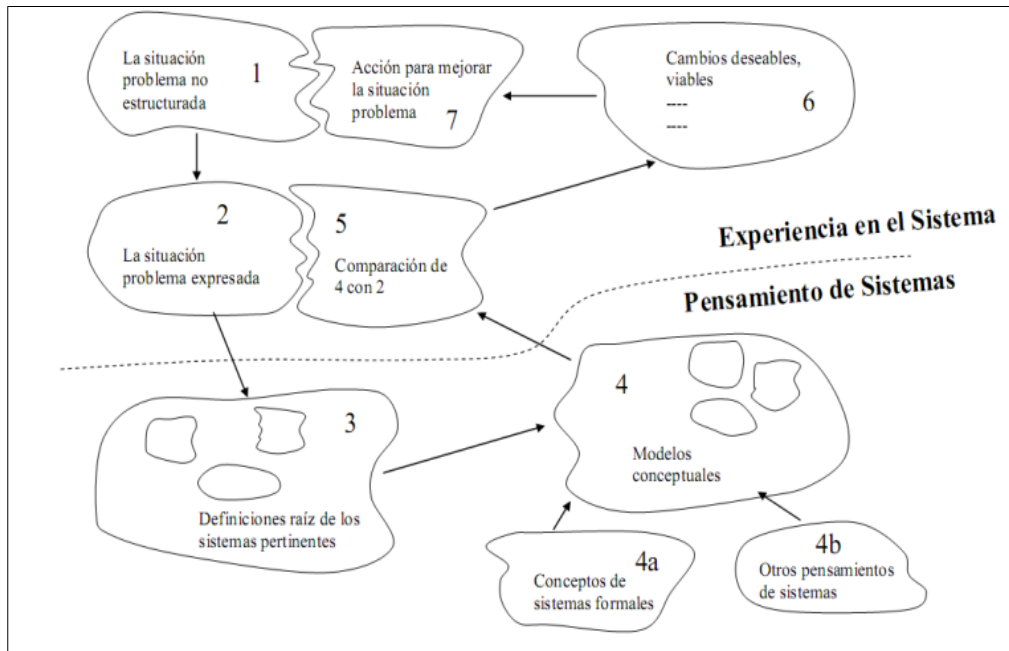 La situación
problema no
estructurada
1
Acción para mejorar
la situación
problema
7
Cambios deseables,
viables
----
----
6
2
La situación
problema expresada
5
Comparación de
4 con 2
Experiencia en el Sistema
Pensamiento de Sistemas
3
Definiciones raíz de los
sistemas pertinentes
4
Modelos
conceptuales
4a
Conceptos de
sistemas formales
4b
Otros pensamientos
de sistemas